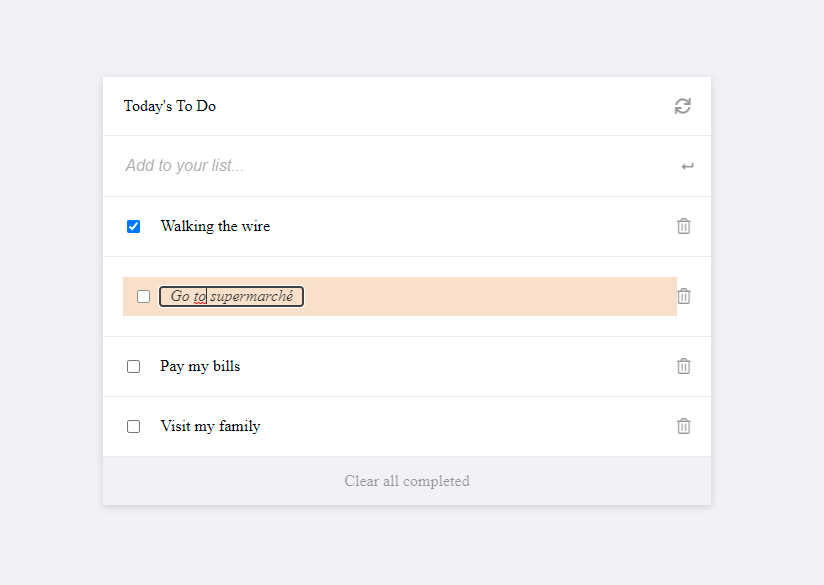 Today's To Do
Add to your list...
Walking the wire
Go to supermarché
Pay my bills
Visit my family
Clear all completed